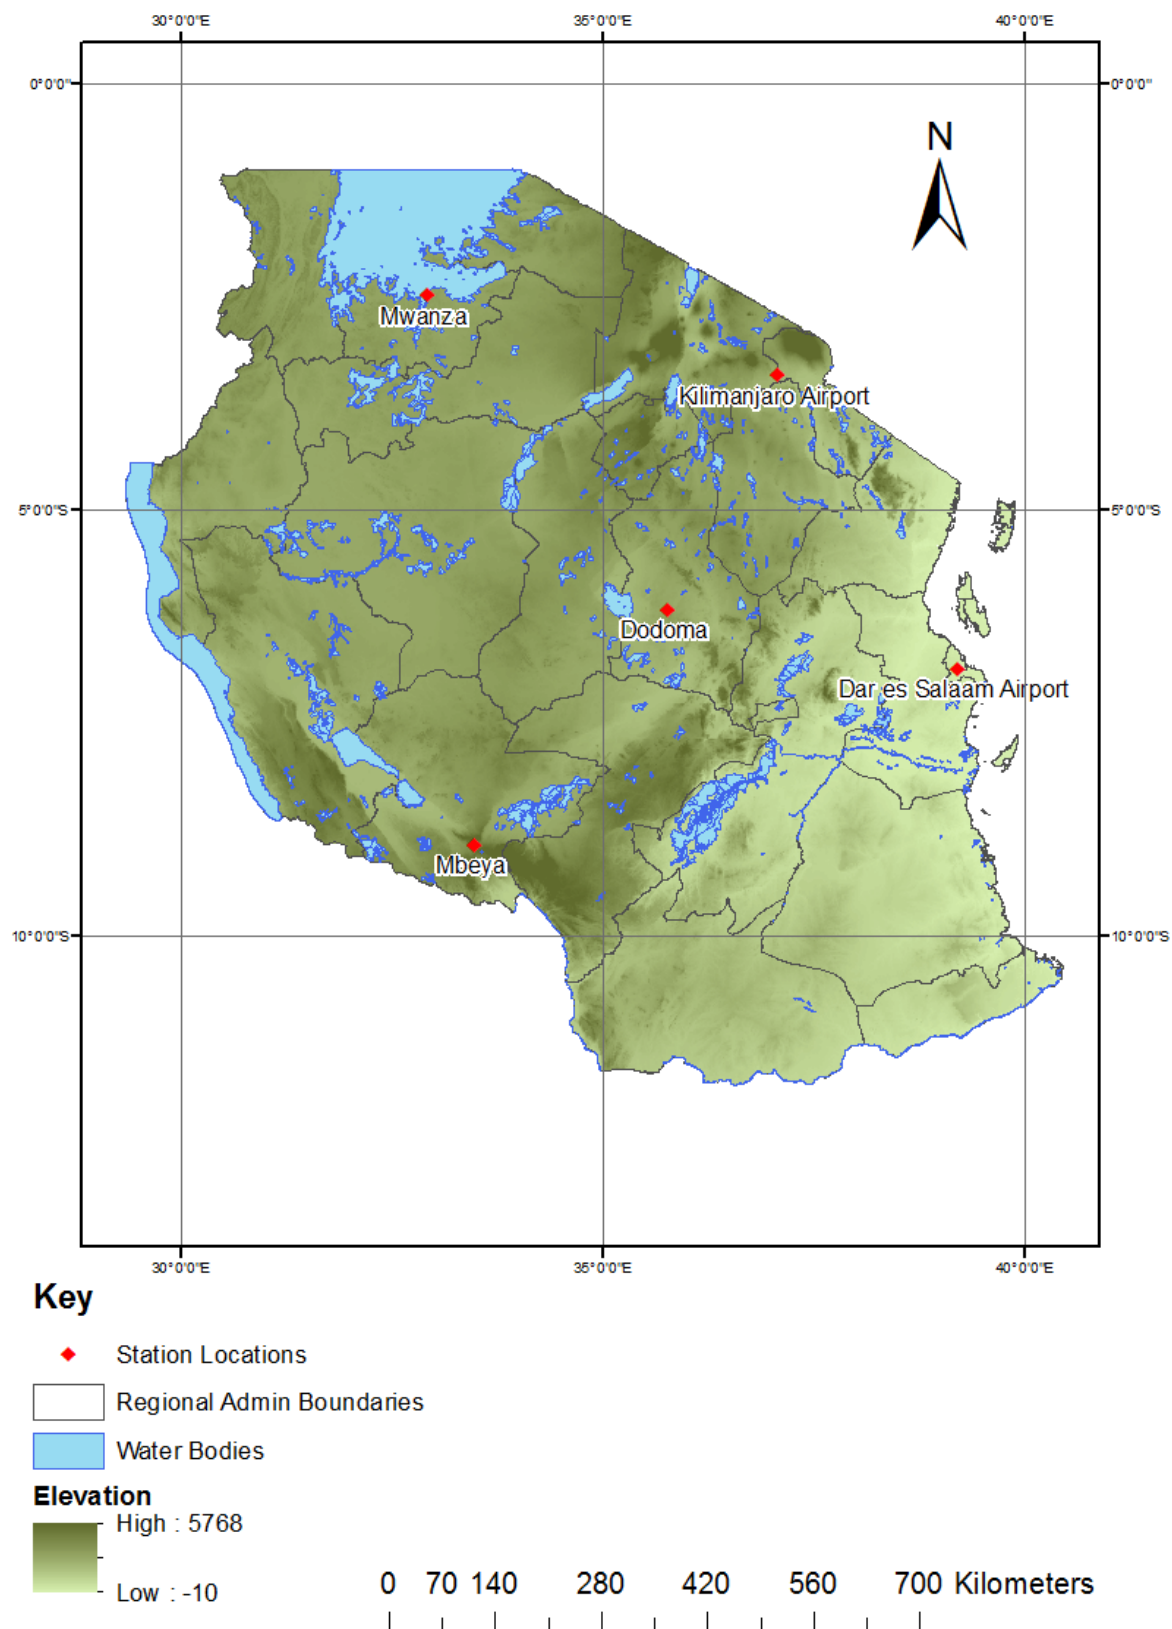 30°0'0"E 35°0'0"E 40°0'0"E
0°0'0" 0°0'0"
N
Mwanza
Kilimanjaro Airport
5°0'0"S 5°0'0"S
Dodoma
Dar es Salaam Airport
Mbeya
10°0'0"S 10°0'0"S
30°0'0"E 35°0'0"E 40°0'0"E
Key
Station Locations
Regional Admin Boundaries
Water Bodies
Elevation
High : 5768
Low : -10
0 70 140 280 420 560 700 Kilometers